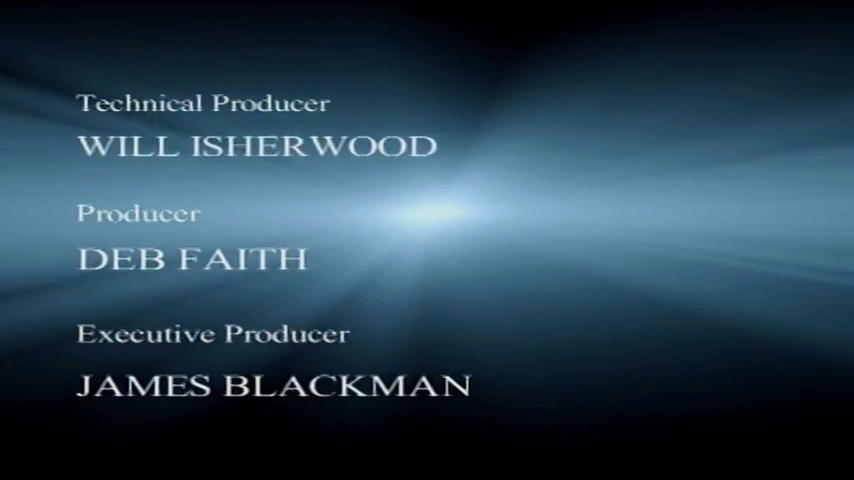 Technical Producer
WILL ISHERWOOD
Producer
DEB FAITH
Executive Producer
JAMES BLACKMAN